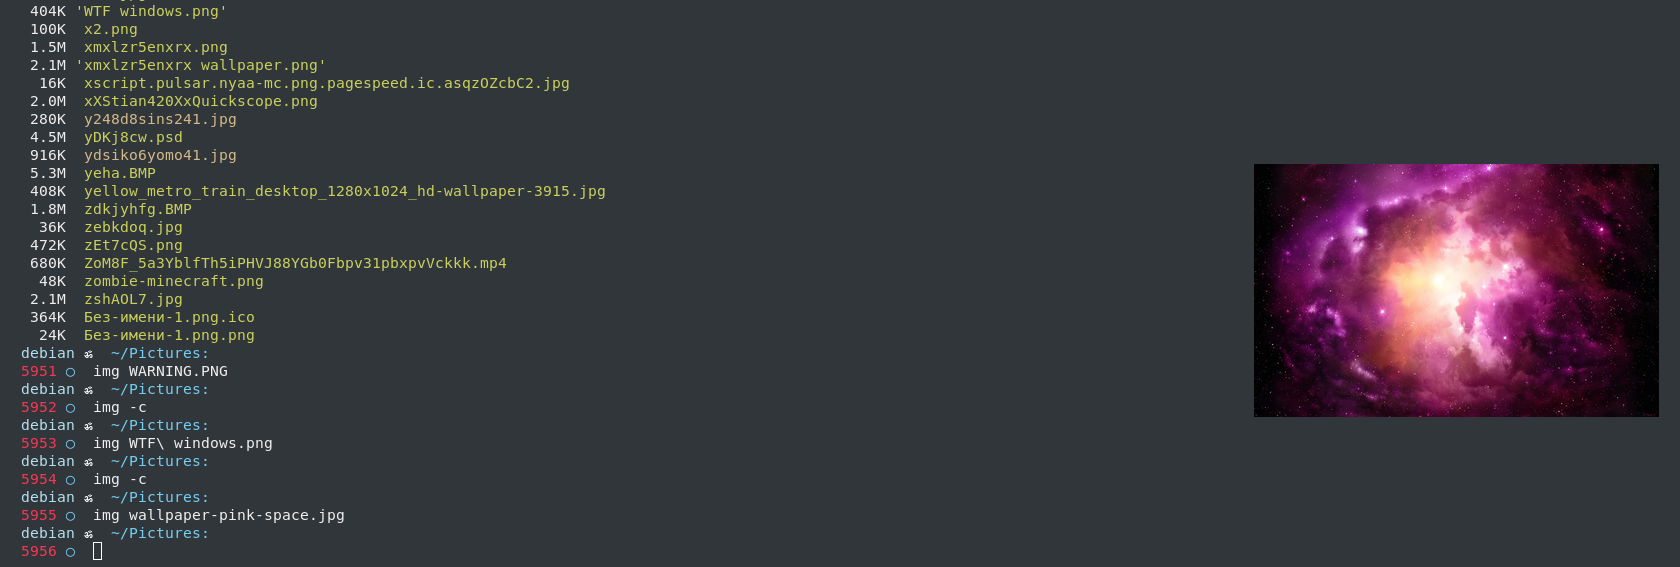 404K 'WTF windows.png'
100K x2.png
1.5M xmxlzr5enxrx.png
2.1M 'xmxlzr5enxrx wallpaper.png'
16K xscript.pulsar.nyaa-mc.png.pagespeed.ic.asqzOZcbC2.jpg
2.0M xXStian420XxQuickscope.png
280K y248d8sins241.jpg
4.5M yDKj8cw.psd
916K ydsiko6yomo41.jpg
5.3M yeha.BMP
408K yellow_metro_train_desktop_1280x1024_hd-wallpaper-3915.jpg
1.8M zdkjyhfg.BMP
36K zebkdoq.jpg
472K zEt7cQS.png
680K ZoM8F_5a3YblfTh5iPHVJ88YGb0Fbpv31pbxpvVckkk.mp4
48K zombie-minecraft.png
2.1M zshAOL7.jpg
364K Без-имени-1.png.ico
24K Без-имени-1.png.png
debian ॐ ~/Pictures:
5951 ○ img WARNING.PNG
debian ॐ ~/Pictures:
5952 ○ img -c
debian ॐ ~/Pictures:
5953 ○ img WTF\ windows.png
debian ॐ ~/Pictures:
5954 ○ img -c
debian ॐ ~/Pictures:
5955 ○ img wallpaper-pink-space.jpg
debian ॐ ~/Pictures:
5956 ○